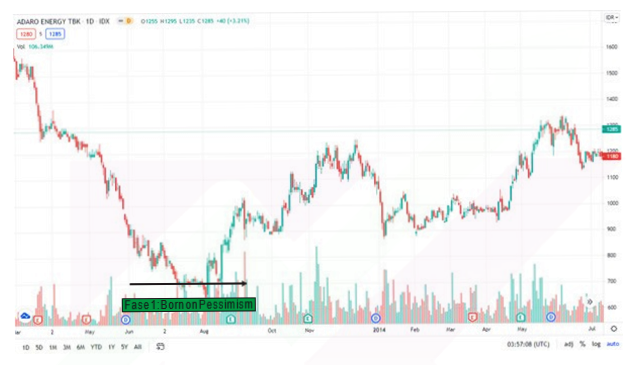 ADARO ENERGY TBK · 1D · IDX O1255 H1295 L1235 C1285 +40 (+3.21%)
IDR
1280 5 1285
Vol 106.349M
1600
1500
1400
1285
1200
1180
1100
1000
900
800
700
600
Fase 1: Born on Pessimism
Mar 2 May Jun 2 Aug Oct Nov 2014 Jan Feb Mar Apr May Jul
1D 5D 1M 3M 6M YTD 1Y 5Y All 03:57:08 (UTC) adj % log auto